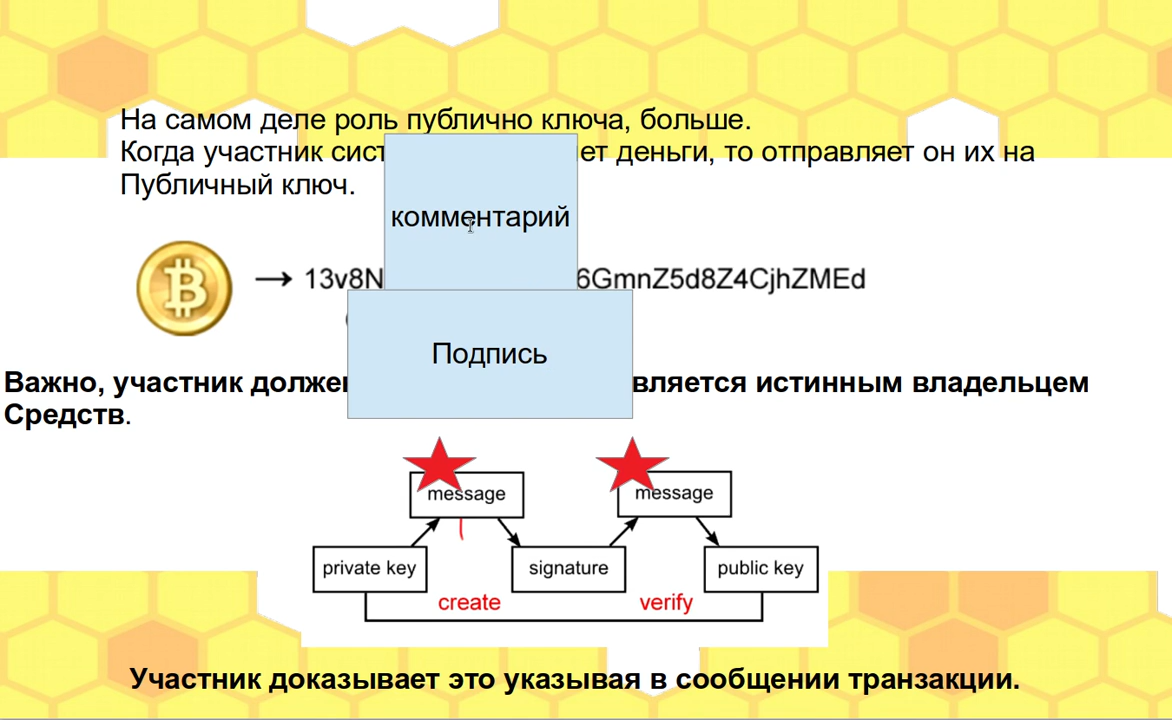 На самом деле роль публично ключа, больше.
Когда участник сист ет деньги, то отправляет он их на
Публичный ключ.
комментарий
→ 13v8N 6GmnZ5d8Z4CjhZMEd
Подпись
Важно, участник должен вляется истинным владельцем
Средств.
message message
private key signature public key
create verify
Участник доказывает это указывая в сообщении транзакции.